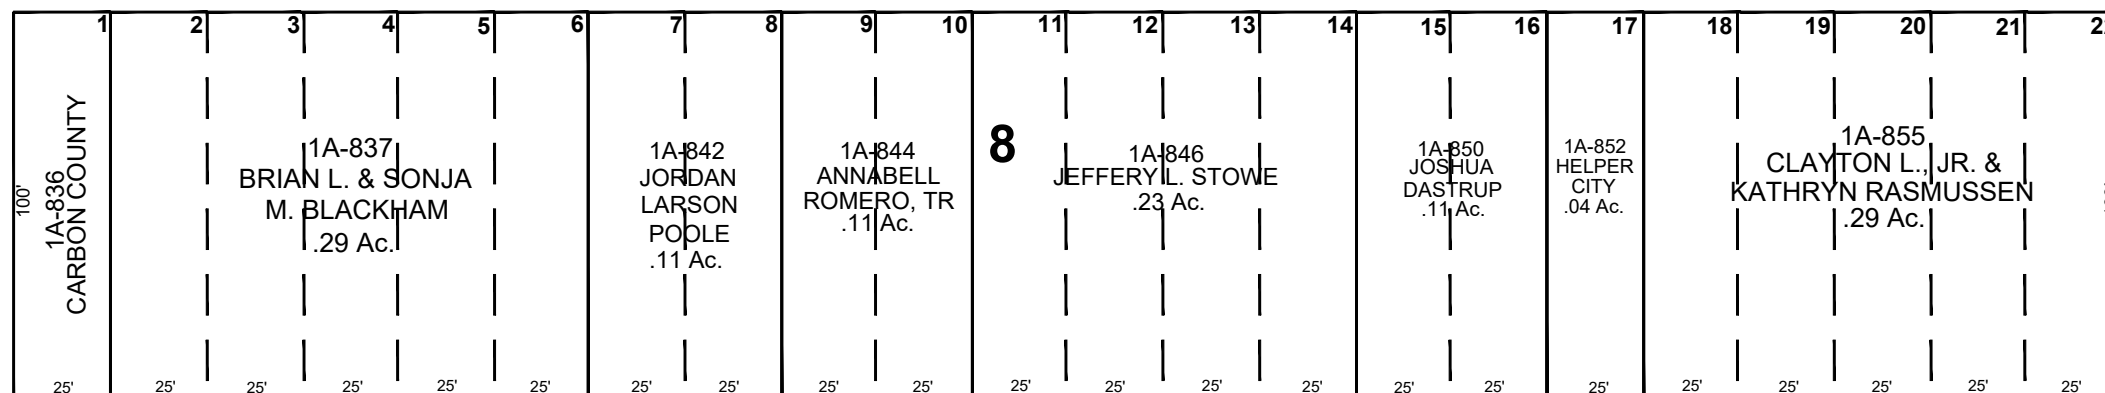 1 2 3 4 5 6 7 8 9 10 11 12 13 14 15 16 17 18 19 20 21
100'
1A-836
CARBON COUNTY
1A-837
BRIAN L. & SONJA
M. BLACKHAM
.29 Ac.
1A-842
JORDAN
LARSON
POOLE
.11 Ac.
1A-844
ANNABELL
ROMERO, TR
.11 Ac.
8
1A-846
JEFFERY L. STOWE
.23 Ac.
1A-850
JOSHUA
DASTRUP
.11 Ac.
1A-852
HELPER
CITY
.04 Ac.
1A-855
CLAYTON L., JR. &
KATHRYN RASMUSSEN
.29 Ac.
25' 25' 25' 25' 25' 25' 25' 25' 25' 25' 25' 25' 25' 25' 25' 25' 25' 25' 25' 25' 25' 25'